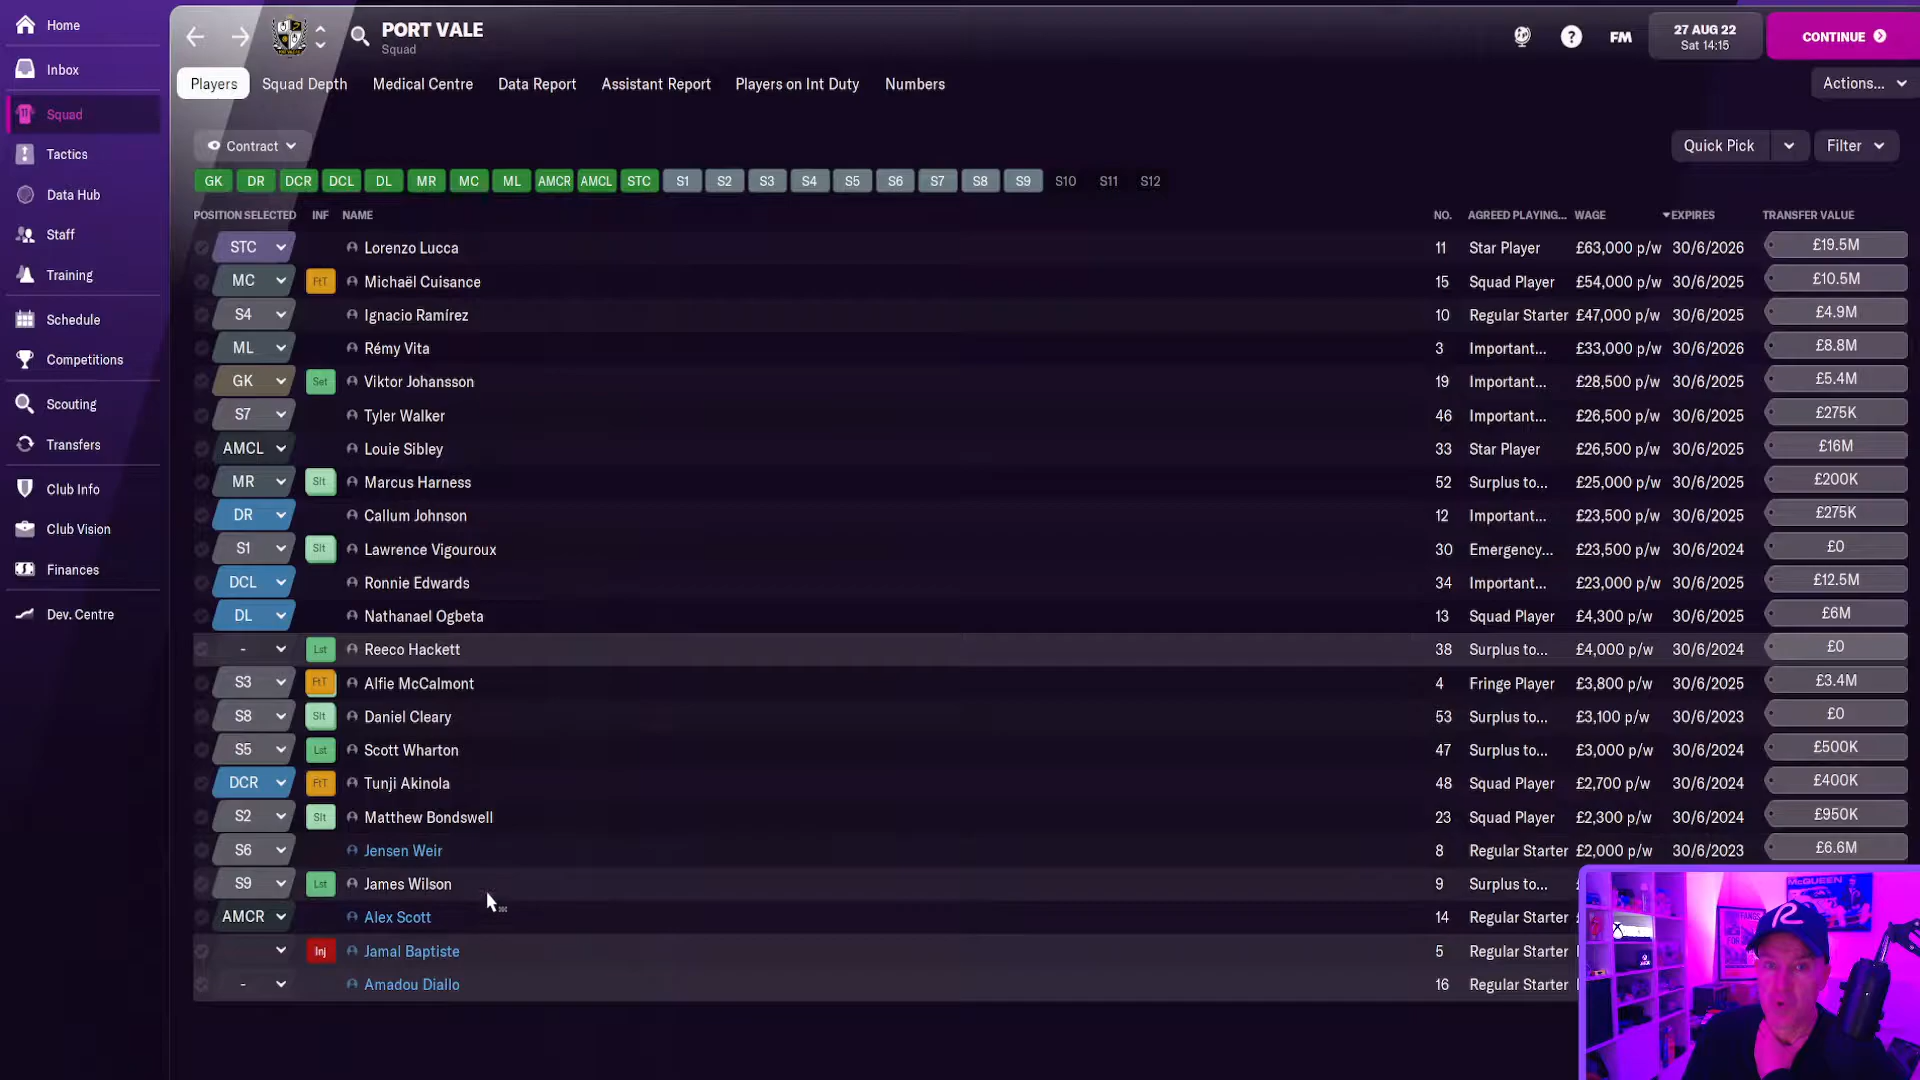 Home
Inbox
Squad
Tactics
Data Hub
Staff
Training
Schedule
Competitions
Scouting
Transfers
Club Info
Club Vision
Finances
Dev. Centre
PORT VALE
Squad
FM
27 AUG 22
Sat 14:15
CONTINUE
Players Squad Depth Medical Centre Data Report Assistant Report Players on Int Duty Numbers
Actions...
Contract
Quick Pick
Filter
GK DR DCR DCL DL MR MC ML AMCR AMCL STC S1 S2 S3 S4 S5 S6 S7 S8 S9 S10 S11 S12
POSITION SELECTED INF NAME NO. AGREED PLAYING... WAGE EXPIRES TRANSFER VALUE
STC Lorenzo Lucca 11 Star Player £63,000 p/w 30/6/2026 £19.5M
MC FtT Michaël Cuisance 15 Squad Player £54,000 p/w 30/6/2025 £10.5M
S4 Ignacio Ramírez 10 Regular Starter £47,000 p/w 30/6/2025 £4.9M
ML Rémy Vita 3 Important... £33,000 p/w 30/6/2026 £8.8M
GK Set Viktor Johansson 19 Important... £28,500 p/w 30/6/2025 £5.4M
S7 Tyler Walker 46 Important... £26,500 p/w 30/6/2025 £275K
AMCL Louie Sibley 33 Star Player £26,500 p/w 30/6/2025 £16M
MR Slt Marcus Harness 52 Surplus to... £25,000 p/w 30/6/2025 £200K
DR Callum Johnson 12 Important... £23,500 p/w 30/6/2025 £275K
S1 Slt Lawrence Vigouroux 30 Emergency... £23,500 p/w 30/6/2024 £0
DCL Ronnie Edwards 34 Important... £23,000 p/w 30/6/2025 £12.5M
DL Nathanael Ogbeta 13 Squad Player £4,300 p/w 30/6/2025 £6M
- Lst Reeco Hackett 38 Surplus to... £4,000 p/w 30/6/2024 £0
S3 FtT Alfie McCalmont 4 Fringe Player £3,800 p/w 30/6/2025 £3.4M
S8 Slt Daniel Cleary 53 Surplus to... £3,100 p/w 30/6/2023 £0
S5 Lst Scott Wharton 47 Surplus to... £3,000 p/w 30/6/2024 £500K
DCR FtT Tunji Akinola 48 Squad Player £2,700 p/w 30/6/2024 £400K
S2 Slt Matthew Bondswell 23 Squad Player £2,300 p/w 30/6/2024 £950K
S6 Jensen Weir 8 Regular Starter £2,000 p/w 30/6/2023 £6.6M
S9 Lst James Wilson 9 Surplus to...
AMCR Alex Scott 14 Regular Starter
Inj Jamal Baptiste 5 Regular Starter
- Amadou Diallo 16 Regular Starter
McQUEEN
FANGS
FOR